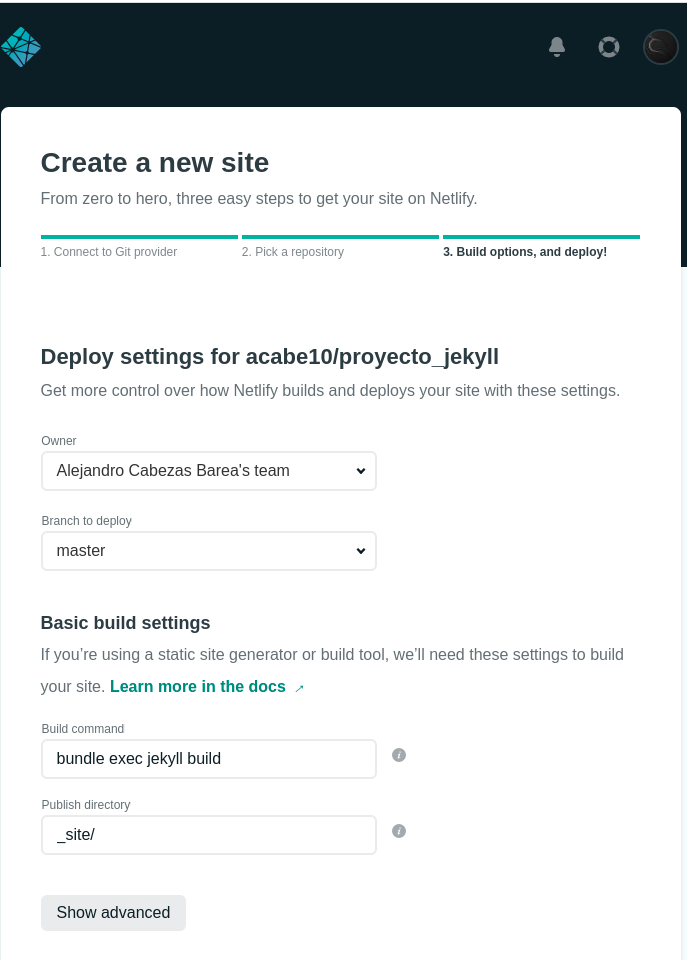 Create a new site
From zero to hero, three easy steps to get your site on Netlify.
1. Connect to Git provider
2. Pick a repository
3. Build options, and deploy!
Deploy settings for acabe10/proyecto_jekyll
Get more control over how Netlify builds and deploys your site with these settings.
Owner
Alejandro Cabezas Barea's team
Branch to deploy
master
Basic build settings
If you’re using a static site generator or build tool, we’ll need these settings to build
your site. Learn more in the docs ↗
Build command
bundle exec jekyll build
i
Publish directory
_site/
i
Show advanced